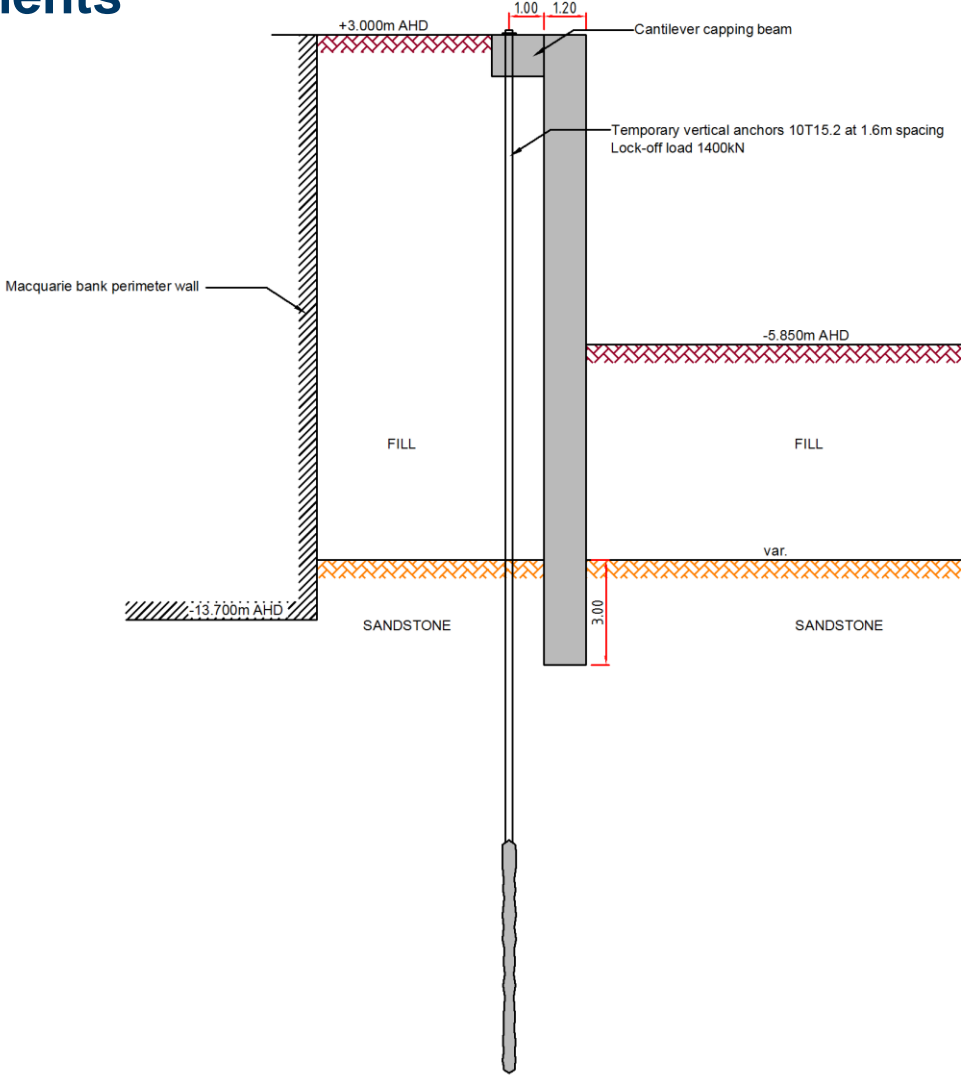 1.00 1.20
+3.000m AHD
Cantilever capping beam
Temporary vertical anchors 10T15.2 at 1.6m spacing
Lock-off load 1400kN
Macquarie bank perimeter wall
-5.850m AHD
FILL
FILL
var.
-13.700m AHD
3.00
SANDSTONE
SANDSTONE